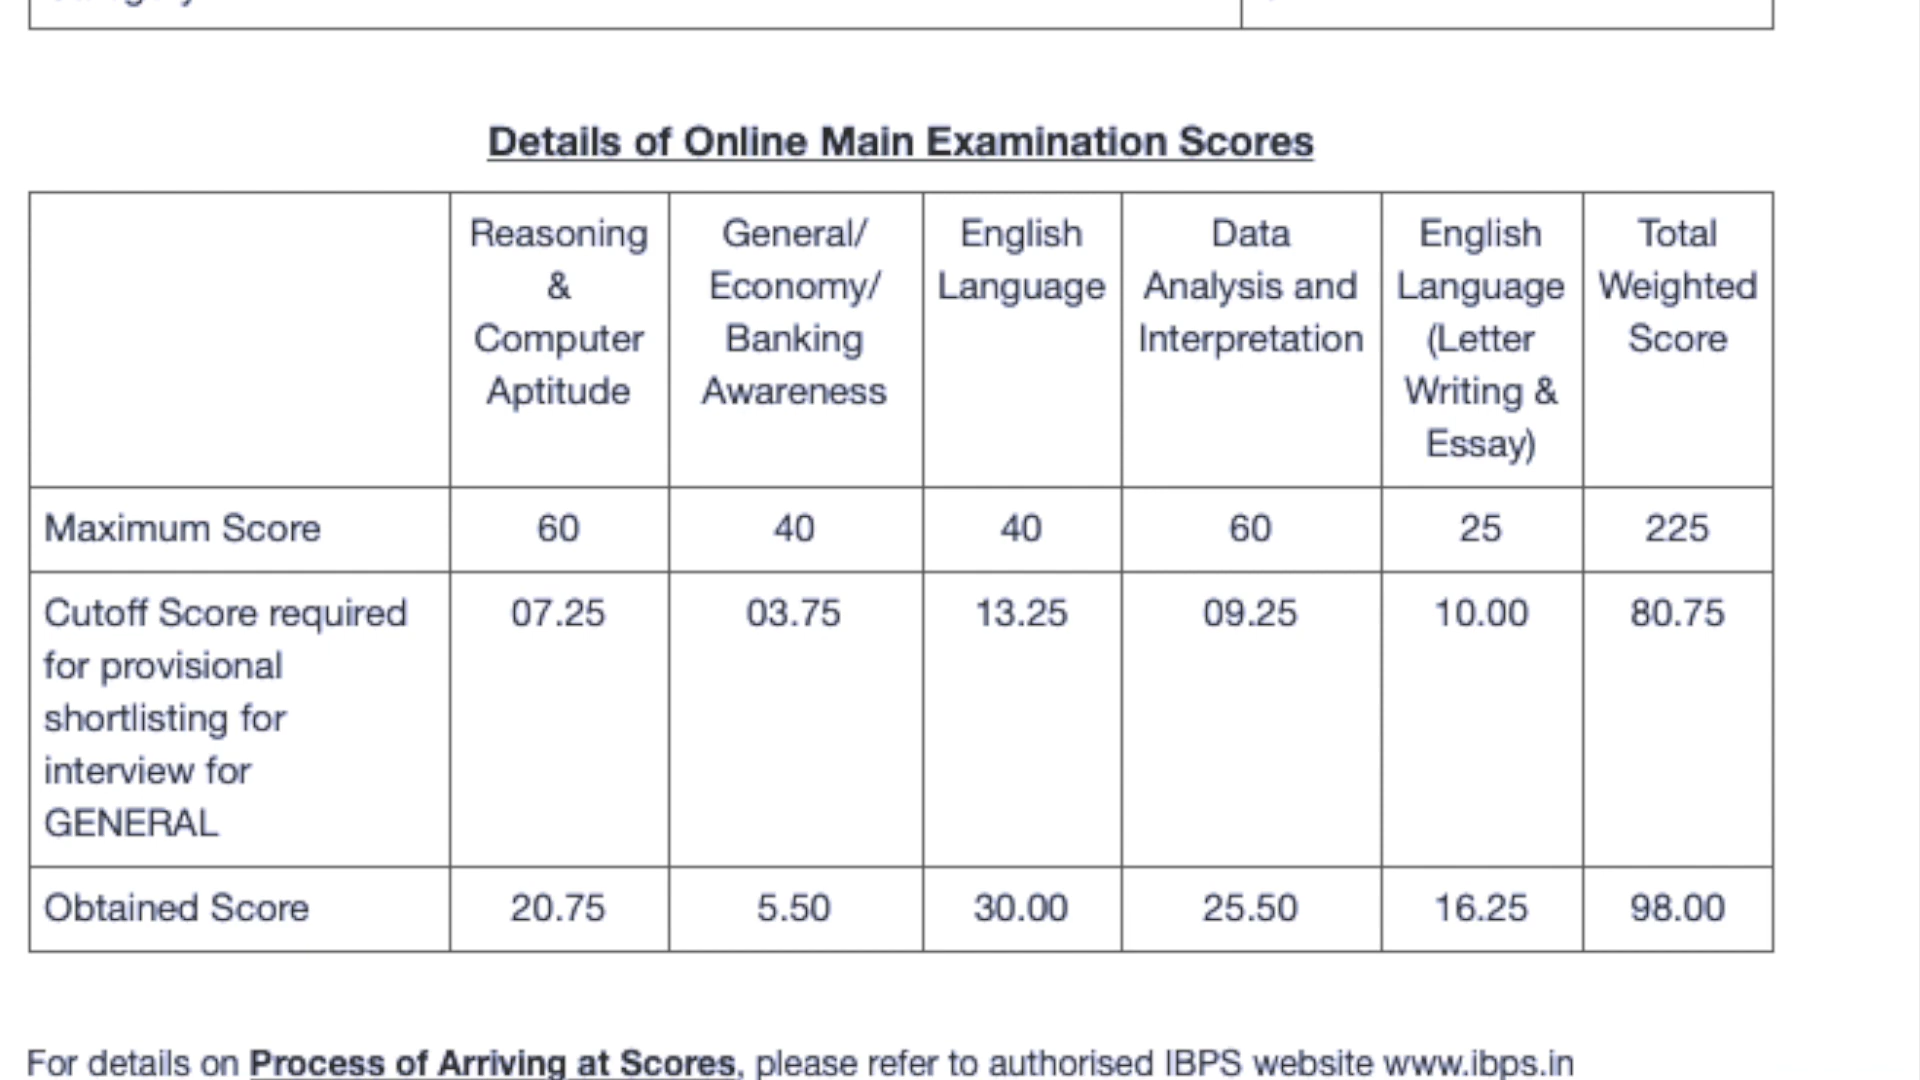 Details of Online Main Examination Scores
Reasoning & Computer Aptitude
General/ Economy/ Banking Awareness
English Language
Data Analysis and Interpretation
English Language (Letter Writing & Essay)
Total Weighted Score
Maximum Score 60 40 40 60 25 225
Cutoff Score required for provisional shortlisting for interview for GENERAL 07.25 03.75 13.25 09.25 10.00 80.75
Obtained Score 20.75 5.50 30.00 25.50 16.25 98.00
For details on Process of Arriving at Scores, please refer to authorised IBPS website www.ibps.in